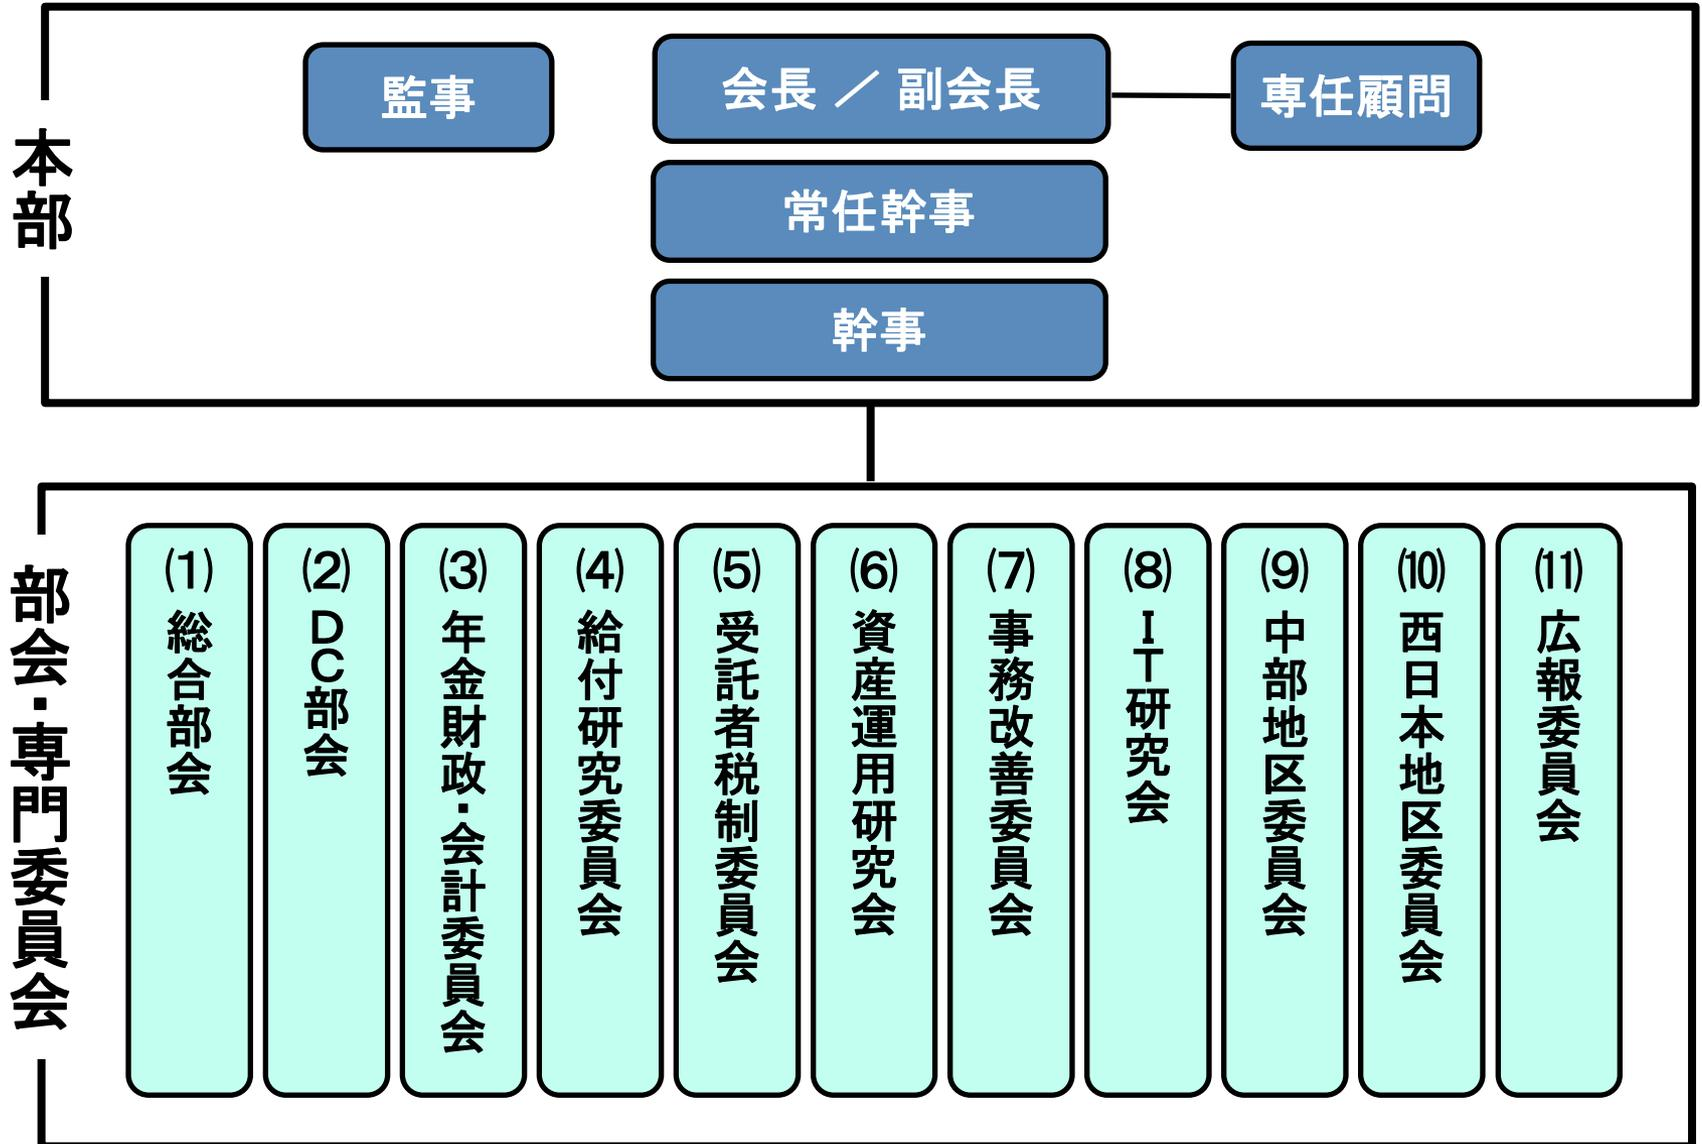 本部
監事
会長 ／ 副会長
専任顧問
常任幹事
幹事
部会・専門委員会
(1) 総合部会
(2) DC部会
(3) 年金財政・会計委員会
(4) 給付研究委員会
(5) 受託者税制委員会
(6) 資産運用研究会
(7) 事務改善委員会
(8) IT研究会
(9) 中部地区委員会
(10) 西日本地区委員会
(11) 広報委員会